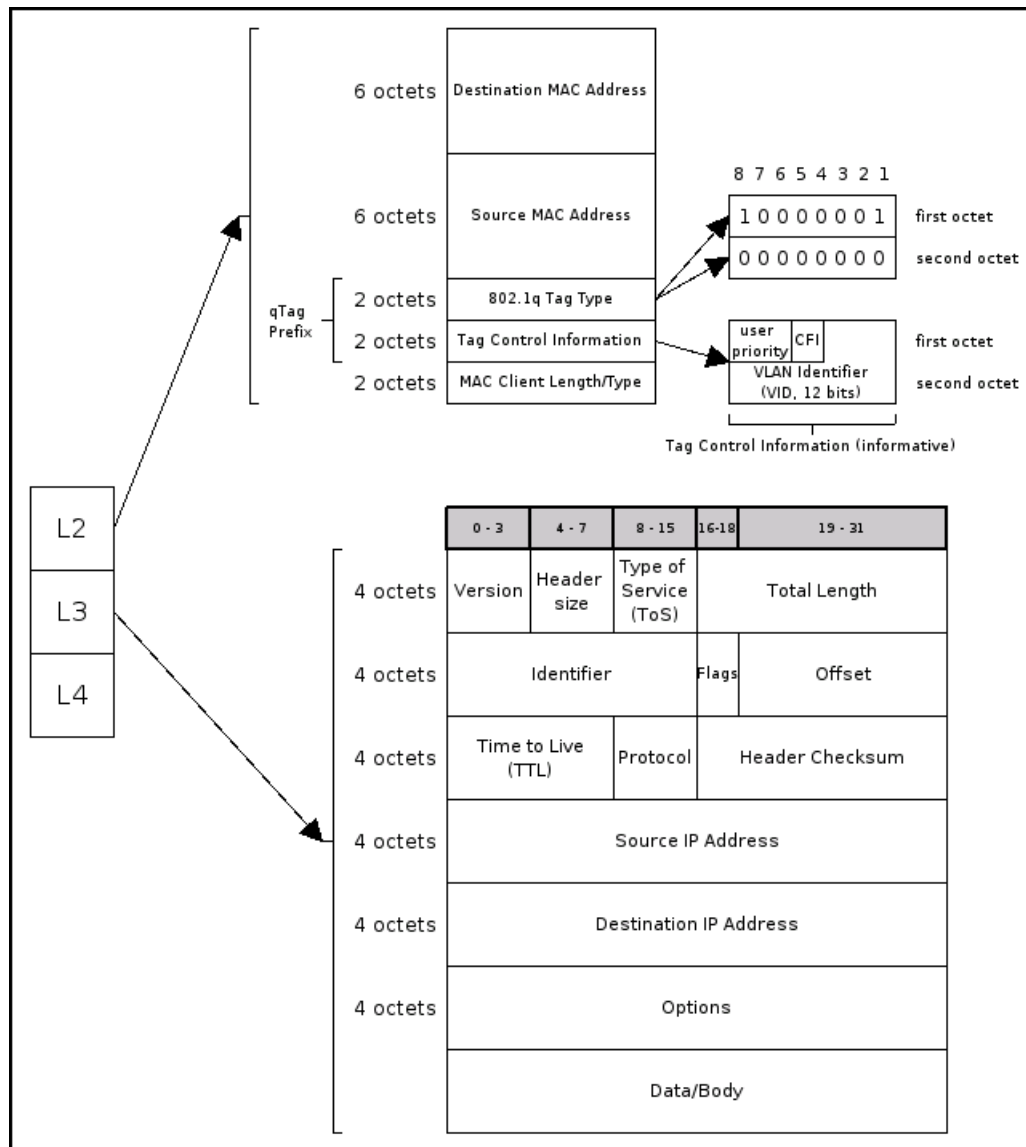 6 octets
Destination MAC Address
8 7 6 5 4 3 2 1
6 octets
Source MAC Address
1 0 0 0 0 0 0 1
first octet
0 0 0 0 0 0 0 0
second octet
qTag
Prefix
2 octets
802.1q Tag Type
2 octets
Tag Control Information
user
priority
CFI
first octet
2 octets
MAC Client Length/Type
VLAN Identifier
(VID, 12 bits)
second octet
Tag Control Information (informative)
L2
L3
L4
0 - 3
4 - 7
8 - 15
16-18
19 - 31
4 octets
Version
Header
size
Type of
Service
(ToS)
Total Length
4 octets
Identifier
Flags
Offset
4 octets
Time to Live
(TTL)
Protocol
Header Checksum
4 octets
Source IP Address
4 octets
Destination IP Address
4 octets
Options
Data/Body